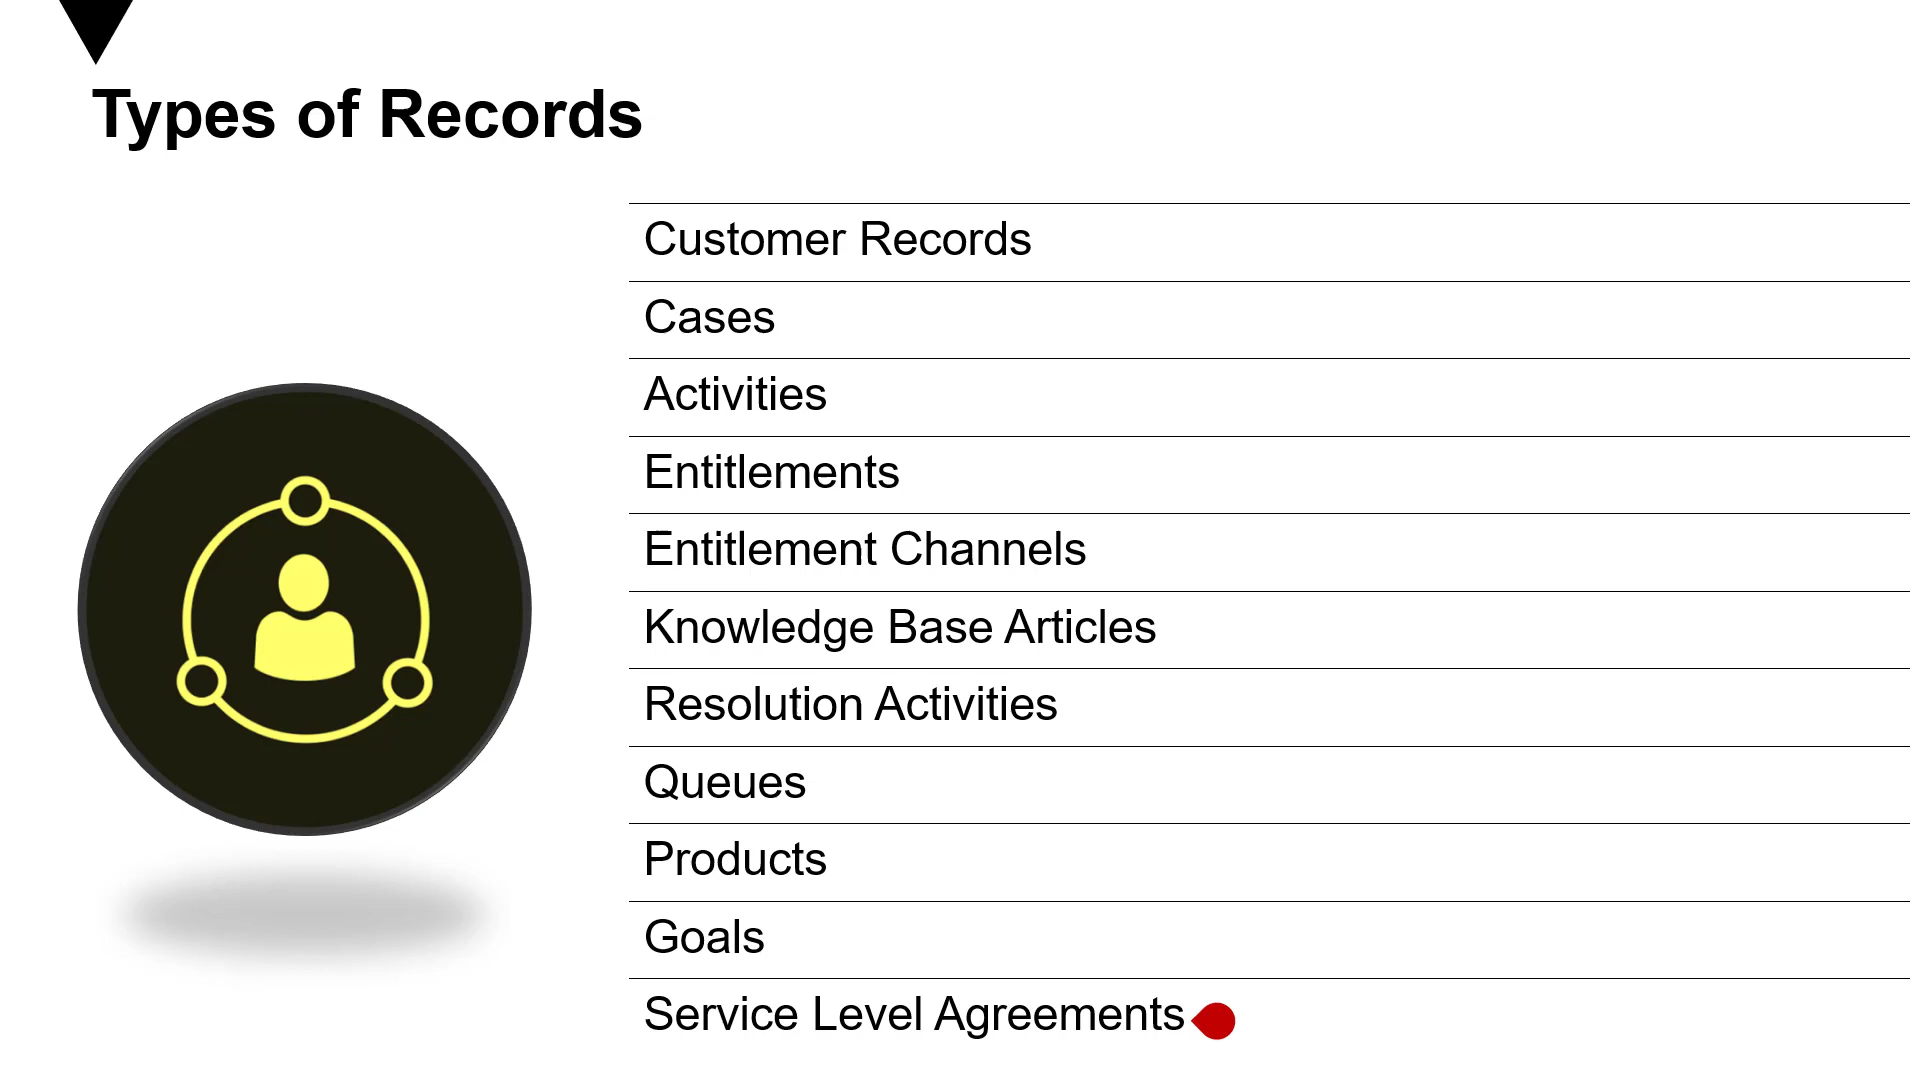 Types of Records
Customer Records
Cases
Activities
Entitlements
Entitlement Channels
Knowledge Base Articles
Resolution Activities
Queues
Products
Goals
Service Level Agreements